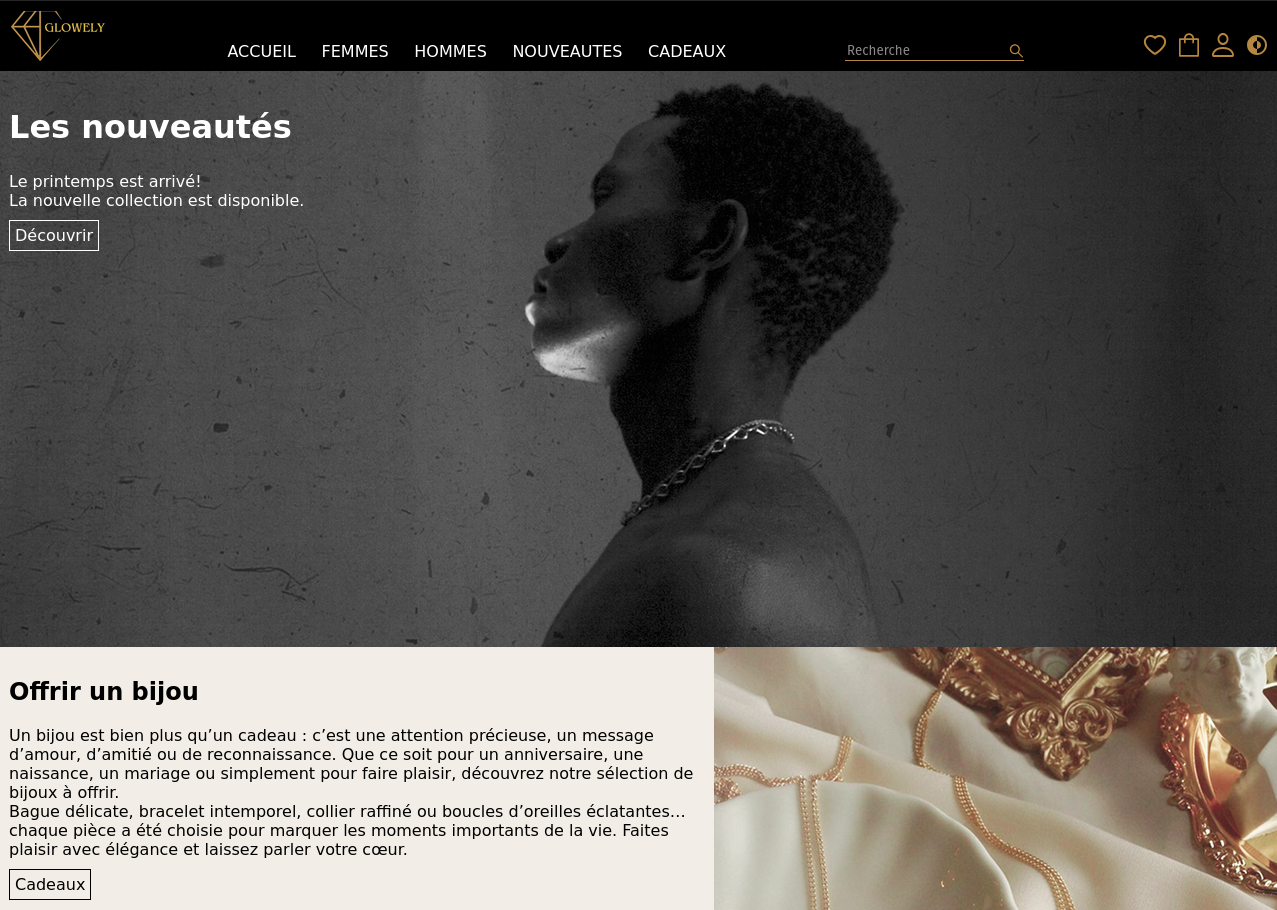 GLOWELY
ACCUEIL FEMMES HOMMES NOUVEAUTES CADEAUX
Recherche
Les nouveautés
Le printemps est arrivé!
La nouvelle collection est disponible.
Découvrir
Offrir un bijou
Un bijou est bien plus qu’un cadeau : c’est une attention précieuse, un message
d’amour, d’amitié ou de reconnaissance. Que ce soit pour un anniversaire, une
naissance, un mariage ou simplement pour faire plaisir, découvrez notre sélection de
bijoux à offrir.
Bague délicate, bracelet intemporel, collier raffiné ou boucles d’oreilles éclatantes…
chaque pièce a été choisie pour marquer les moments importants de la vie. Faites
plaisir avec élégance et laissez parler votre cœur.
Cadeaux